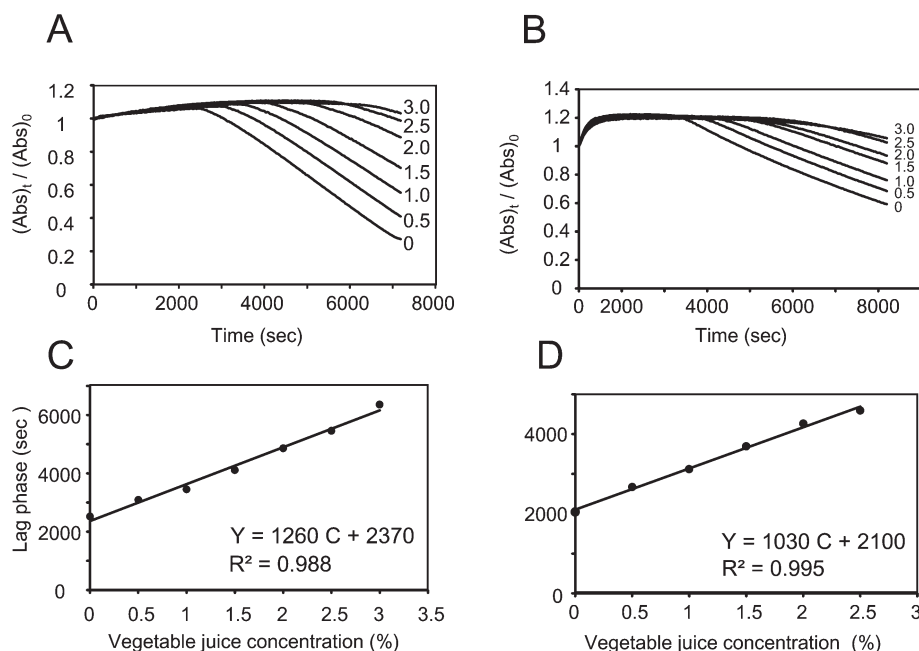 A
1.2
1
0.8
0.6
0.4
0.2
0
(Abs)t / (Abs)0
3.0
2.5
2.0
1.5
1.0
0.5
0
0 2000 4000 6000 8000
Time (sec)
B
1.4
1.2
1.0
0.8
0.6
0.4
0.2
0
(Abs)t / (Abs)0
3.0
2.5
2.0
1.5
1.0
0.5
0
0 2000 4000 6000 8000
Time (sec)
C
6000
4000
2000
0
Lag phase (sec )
Y = 1260 C + 2370
R² = 0.988
0 0.5 1 1.5 2 2.5 3 3.5
Vegetable juice concentration (%)
D
4000
2000
0
Y = 1030 C + 2100
R² = 0.995
0 0.5 1 1.5 2 2.5 3
Vegetable juice concentration (%)